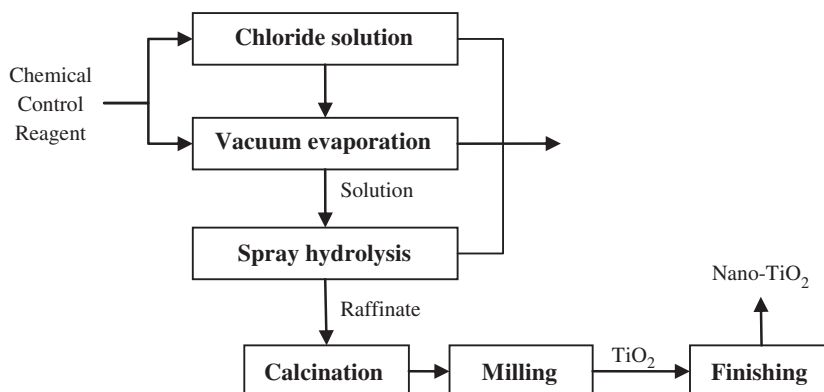 Chloride solution
Chemical
Control
Reagent
Vacuum evaporation
Solution
Spray hydrolysis
Nano-TiO₂
Raffinate
Calcination
Milling
TiO₂
Finishing